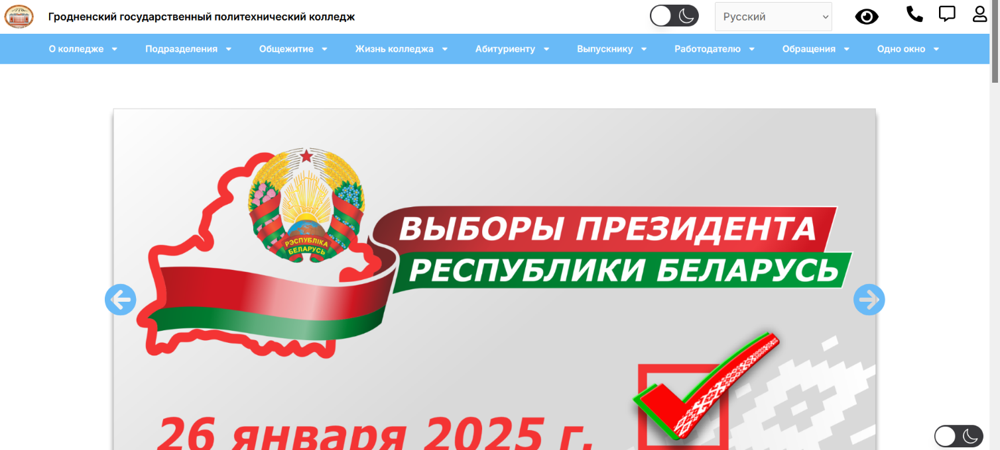 Гродненский государственный политехнический колледж
Русский
О колледже Подразделения Общежитие Жизнь колледжа Абитуриенту Выпускнику Работодателю Обращения Одно окно
РЭСПУБЛІКА
БЕЛАРУСЬ
ВЫБОРЫ ПРЕЗИДЕНТА
РЕСПУБЛИКИ БЕЛАРУСЬ
26 января 2025 г.